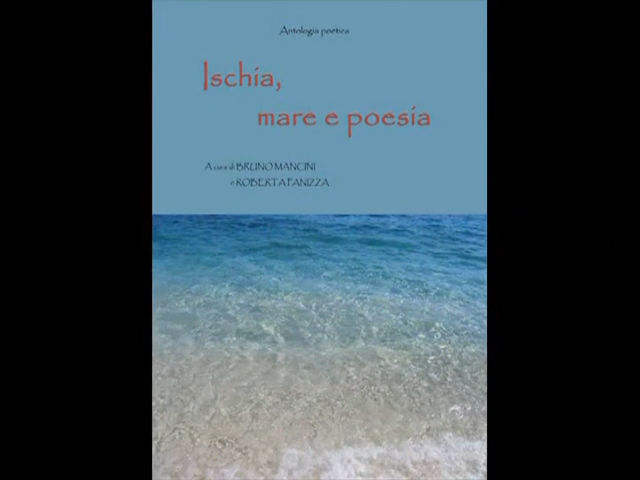 Antologia poetica
Ischia,
mare e poesia
A cura di BRUNO MANCINI
e ROBERTA PANIZZA